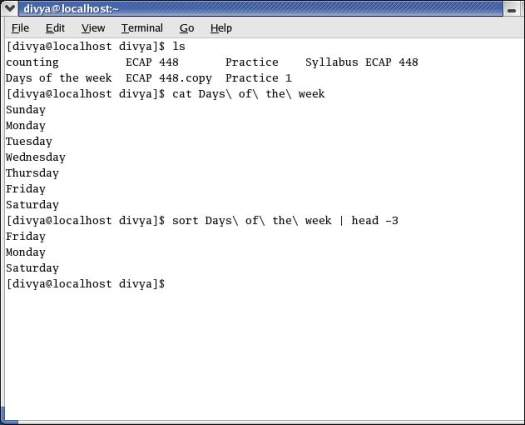 divya@localhost:~
File Edit View Terminal Go Help
[divya@localhost divya]$ ls
counting ECAP 448 Practice Syllabus ECAP 448
Days of the week ECAP 448.copy Practice 1
[divya@localhost divya]$ cat Days\ of\ the\ week
Sunday
Monday
Tuesday
Wednesday
Thursday
Friday
Saturday
[divya@localhost divya]$ sort Days\ of\ the\ week | head -3
Friday
Monday
Saturday
[divya@localhost divya]$